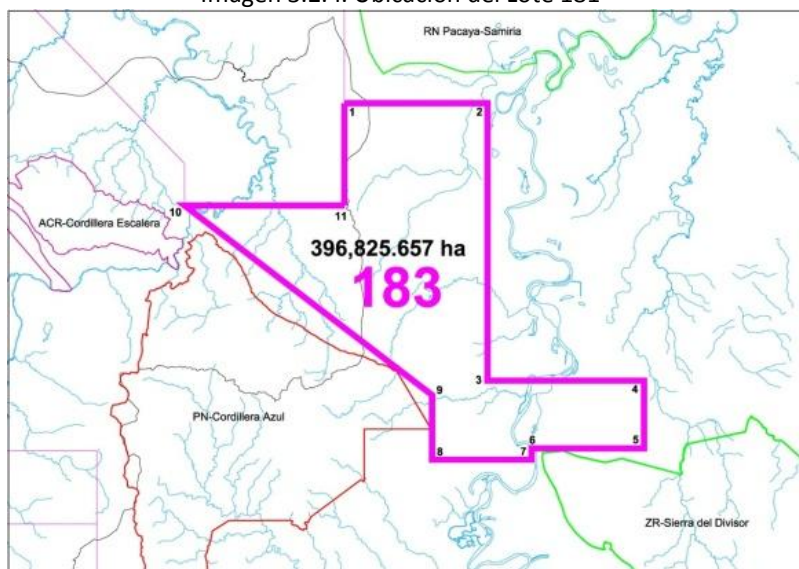 Imagen 3.2.4. Ubicación del Lote 181
RN Pacaya-Samiria
1
2
10
11
ACR-Cordillera Escalera
396,825.657 ha
183
3
4
9
PN-Cordillera Azul
6
5
8
7
ZR-Sierra del Divisor